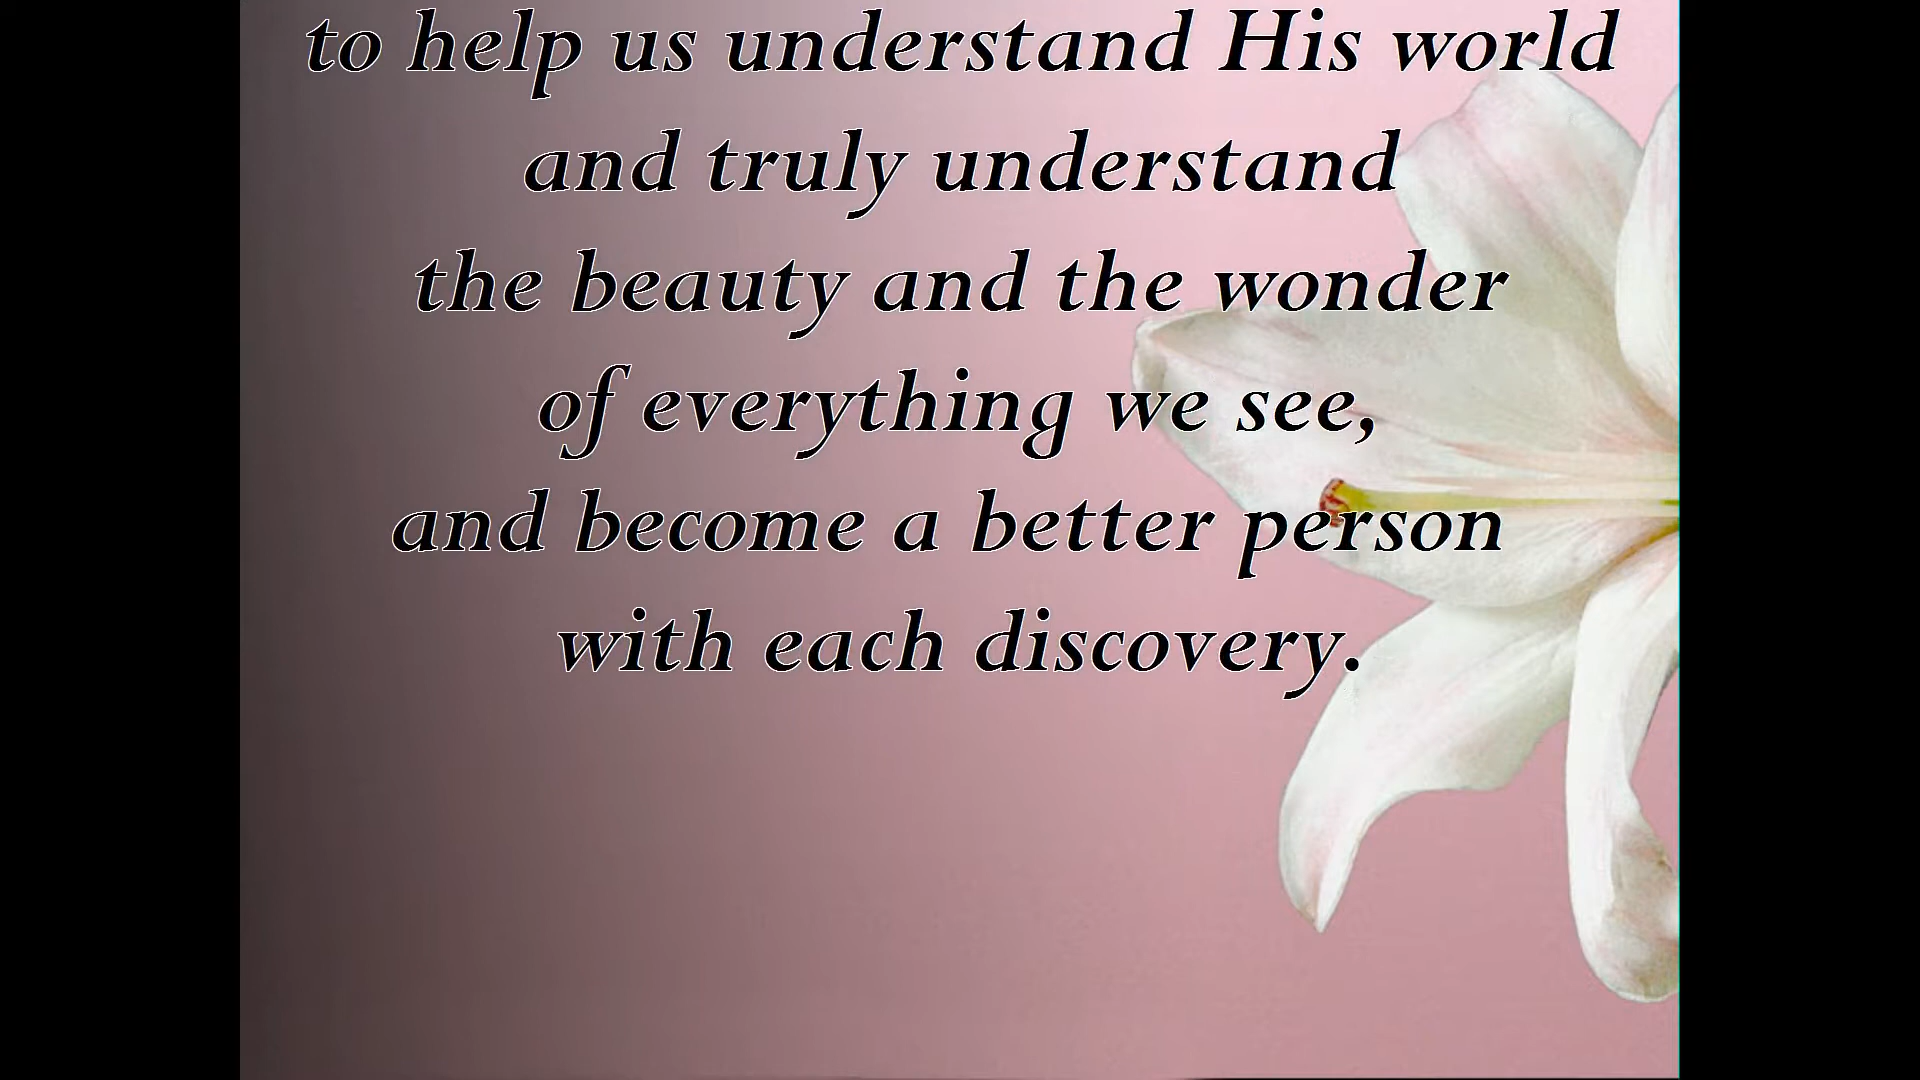 to help us understand His world
and truly understand
the beauty and the wonder
of everything we see,
and become a better person
with each discovery.